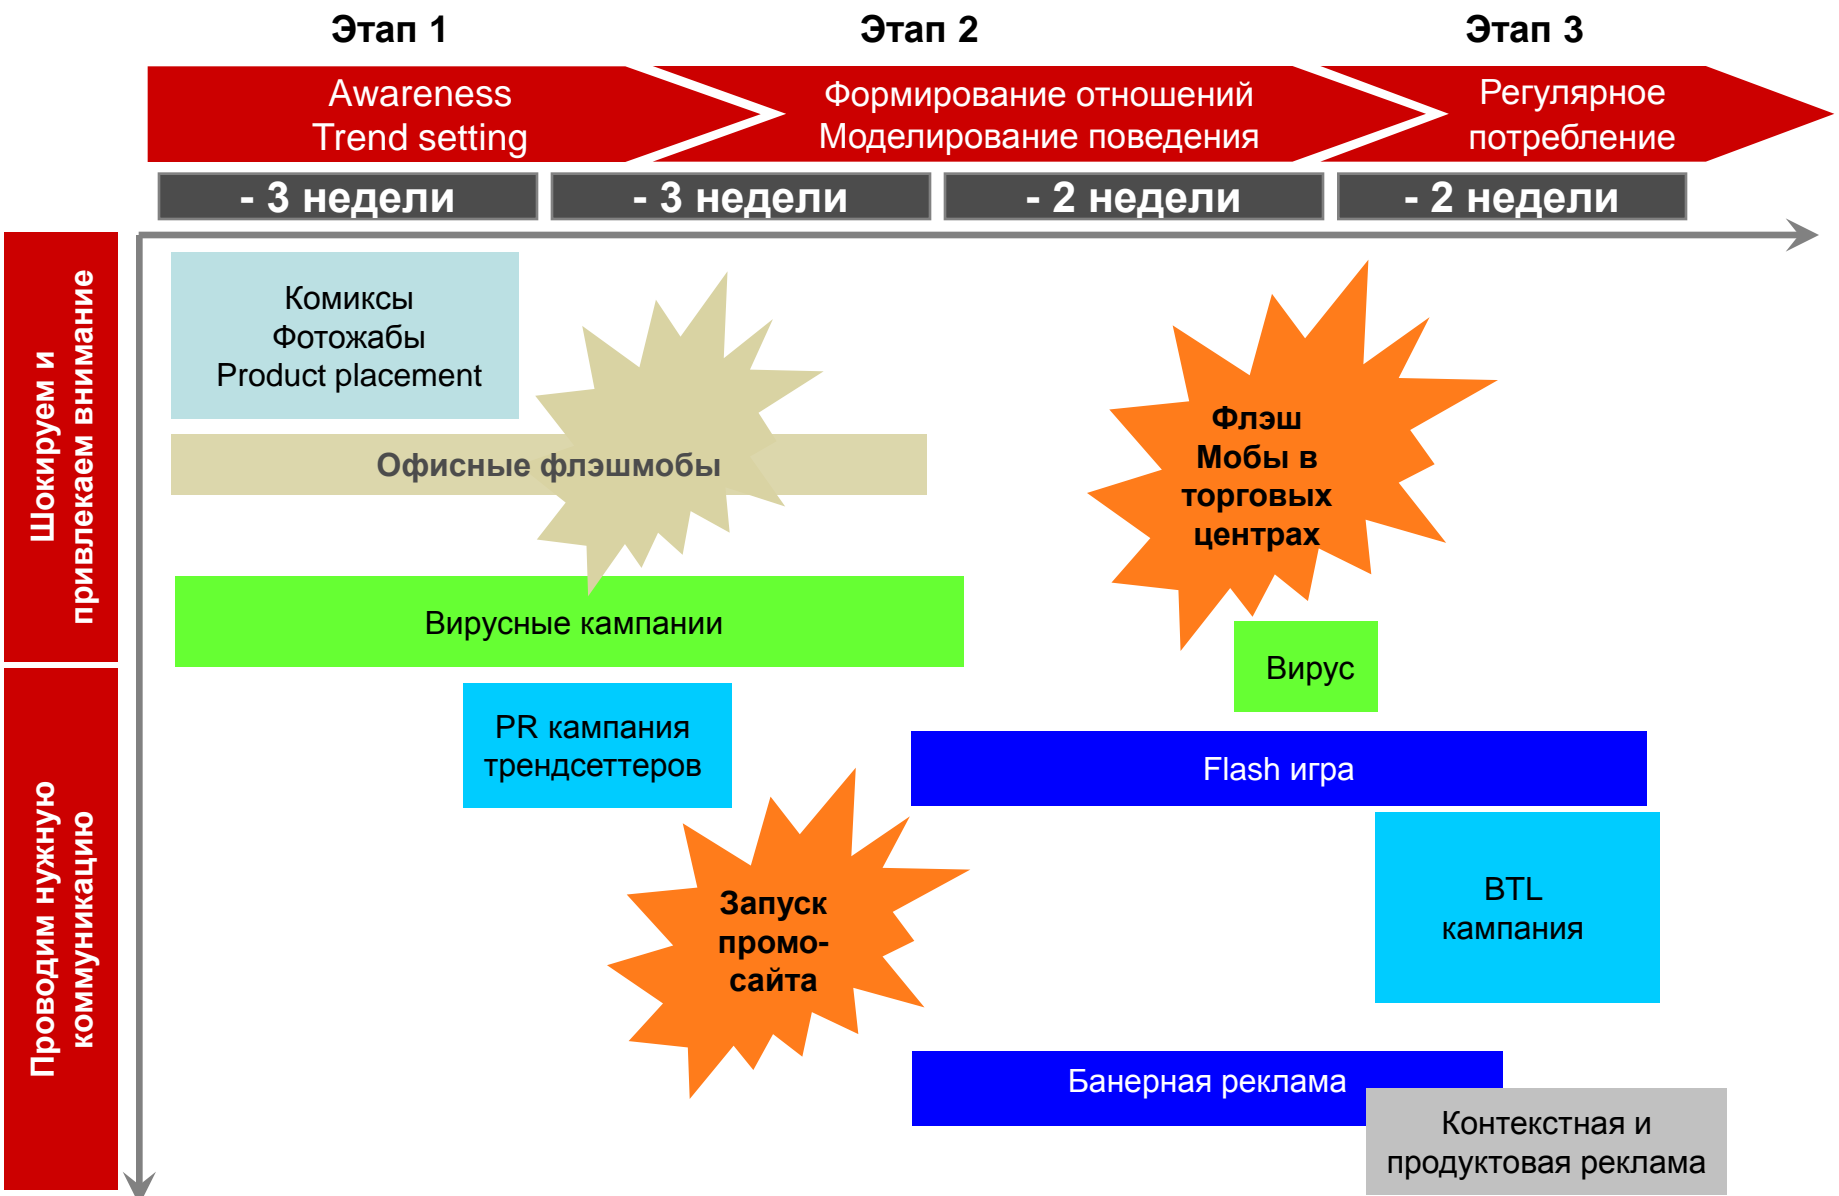 Этап 1
Этап 2
Этап 3
Awareness
Trend setting
Формирование отношений
Моделирование поведения
Регулярное
потребление
- 3 недели
- 3 недели
- 2 недели
- 2 недели
Шокируем и
привлекаем внимание
Комиксы
Фотожабы
Product placement
Офисные флэшмобы
Флэш
Мобы в
торговых
центрах
Вирусные кампании
Вирус
Проводим нужную
коммуникацию
PR кампания
трендсеттеров
Flash игра
Запуск
промо-
сайта
BTL
кампания
Банерная реклама
Контекстная и
продуктовая реклама